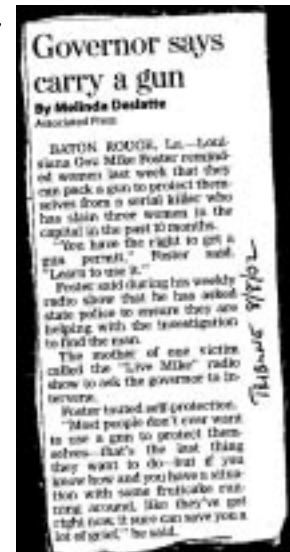 Governor says
carry a gun
By Melinda Deslatte
Associated Press
BATON ROUGE, La.—Loui-
siana Gov. Mike Foster remind-
ed women last week that they
can pack a gun to protect them-
selves from a serial killer who
has slain three women in the
capital in the past 10 months.
"You have the right to get a
gun permit," Foster said.
"Learn to use it."
Foster said during his weekly
radio show that he has asked
state police to ensure they are
helping with the investigation
to find the man.
The mother of one victim
called the "Live Mike" radio
show to ask the governor to in-
tervene.
Foster touted self-protection.
"Most people don't ever want
to use a gun to protect them-
selves—that's the last thing
they want to do—but if you
know how and you have a situa-
tion with some fruitcake run-
ning around, like they've got
right now, it sure can save you a
lot of grief," he said.
TRIBUNE 8/8/02